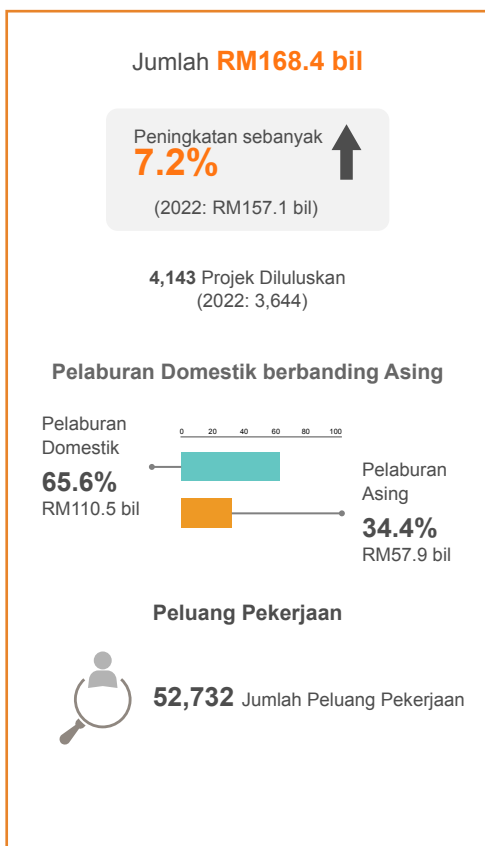 Jumlah RM168.4 bil
Peningkatan sebanyak
7.2%
(2022: RM157.1 bil)
4,143 Projek Diluluskan
(2022: 3,644)
Pelaburan Domestik berbanding Asing
Pelaburan
Domestik
65.6%
RM110.5 bil
0 20 40 60 80 100
Pelaburan
Asing
34.4%
RM57.9 bil
Peluang Pekerjaan
52,732 Jumlah Peluang Pekerjaan